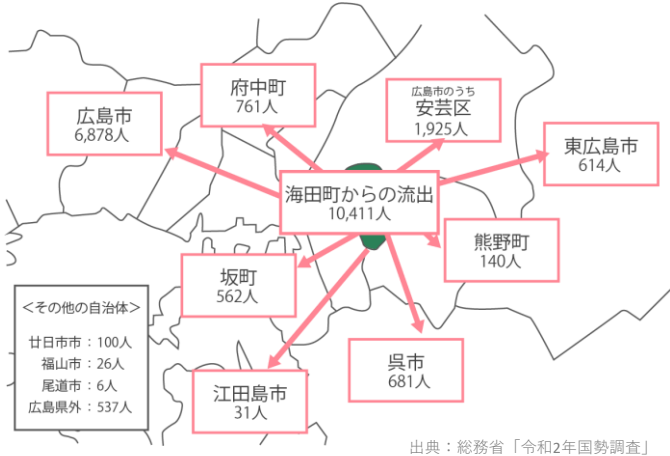 府中町
761人
広島市のうち
安芸区
1,925人
広島市
6,878人
東広島市
614人
海田町からの流出
10,411人
熊野町
140人
坂町
562人
<その他の自治体>
廿日市市：100人
福山市：26人
尾道市：6人
広島県外：537人
呉市
681人
江田島市
31人
出典：総務省「令和2年国勢調査」